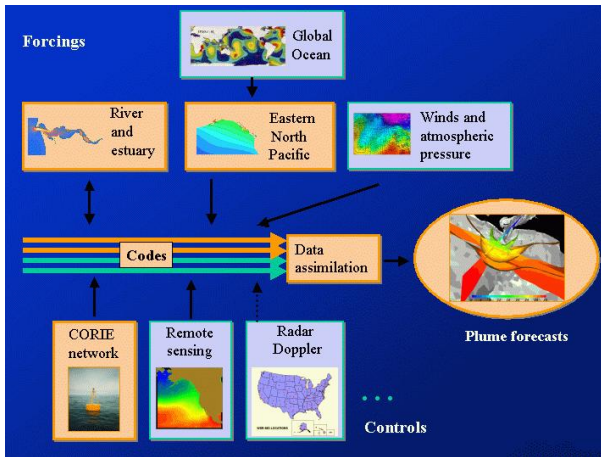 Forcings
Global
Ocean
River
and
estuary
Eastern
North
Pacific
Winds and
atmospheric
pressure
Codes
Data
assimilation
Plume forecasts
CORIE
network
Remote
sensing
Radar
Doppler
...
Controls